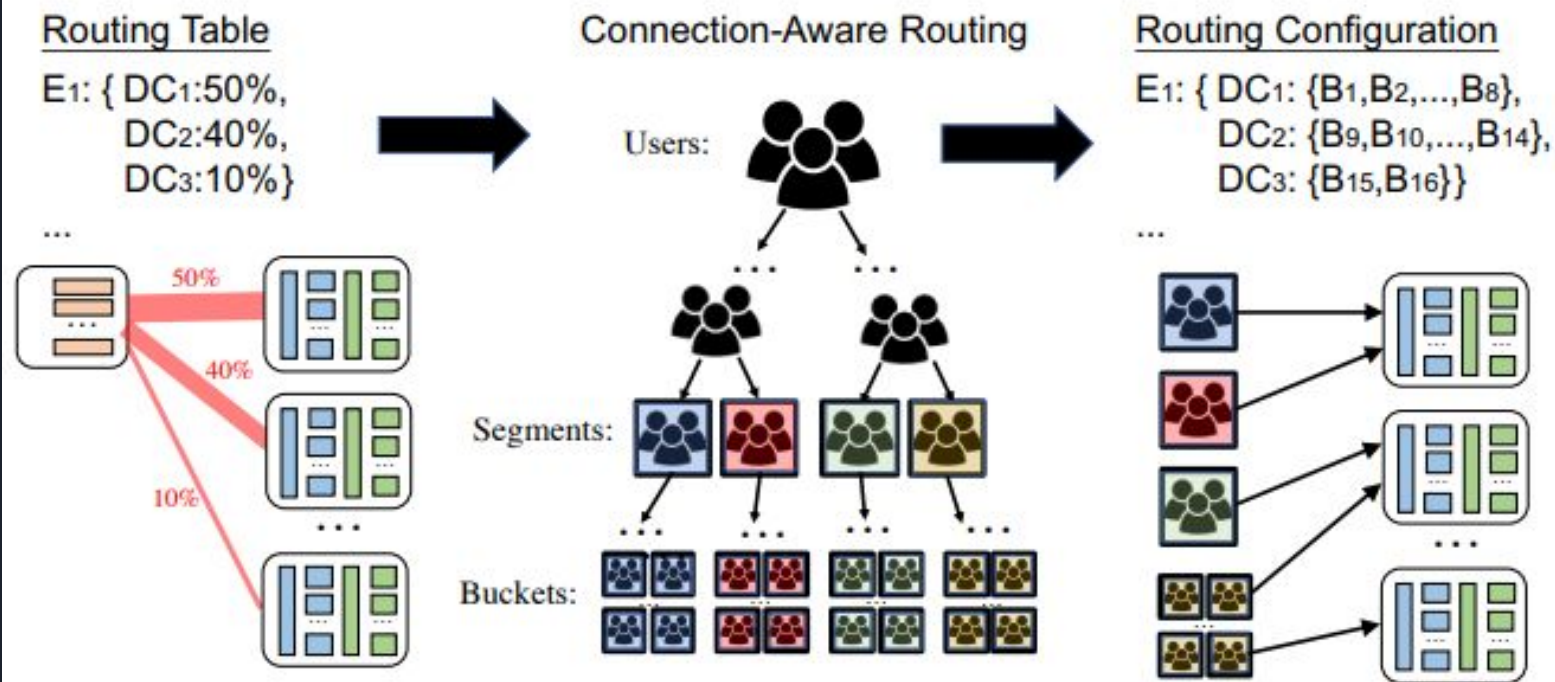 Routing Table
E1: { DC1:50%,
DC2:40%,
DC3:10%}
...
50%
40%
10%
...
Connection-Aware Routing
Users:
... ...
Segments:
... ... ... ...
Buckets:
Routing Configuration
E1: { DC1: {B1,B2,...,B8},
DC2: {B9,B10,...,B14},
DC3: {B15,B16}}
...
...